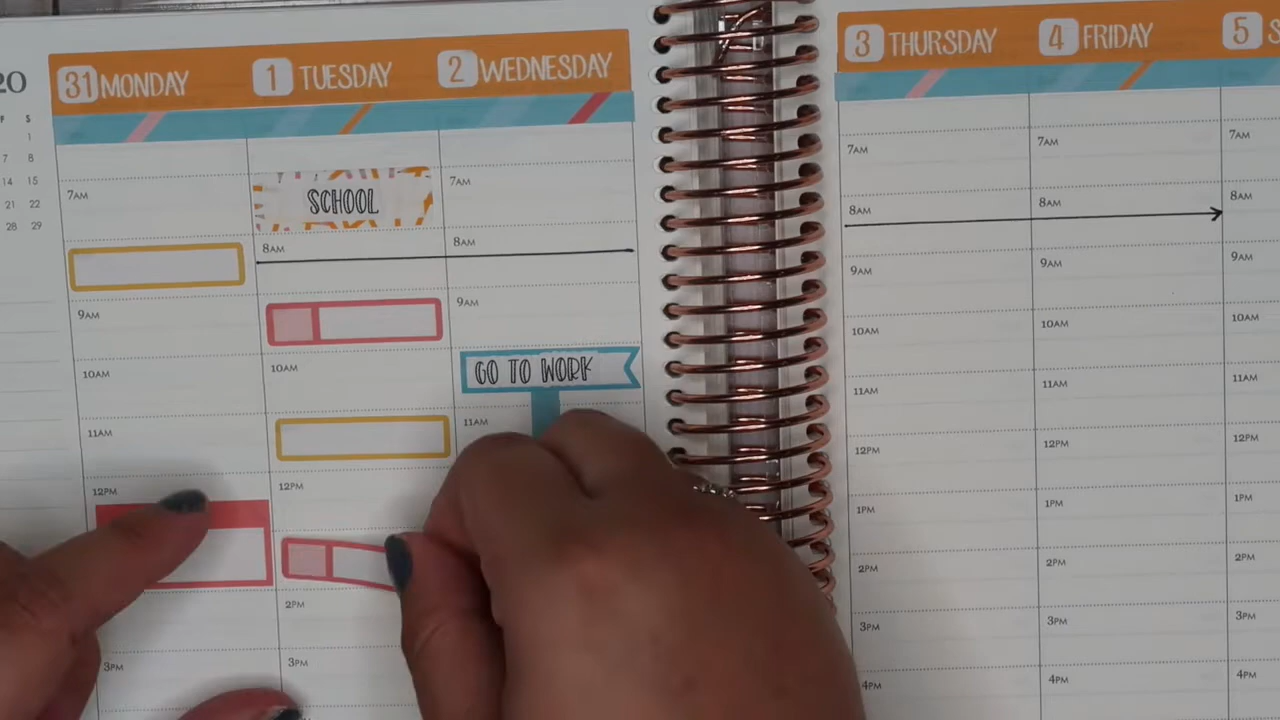 20
F S
1
7 8
14 15
21 22
28 29
31 MONDAY
1 TUESDAY
2 WEDNESDAY
3 THURSDAY
4 FRIDAY
5 S
7AM
9AM
10AM
11AM
12PM
3PM
SCHOOL
8AM
10AM
12PM
2PM
3PM
7AM
8AM
9AM
GO TO WORK
11AM
7AM
8AM
9AM
10AM
11AM
12PM
1PM
2PM
3PM
4PM
7AM
8AM
9AM
10AM
11AM
12PM
1PM
2PM
3PM
4PM
7AM
8AM
9AM
10AM
11AM
12PM
1PM
2PM
3PM
4PM